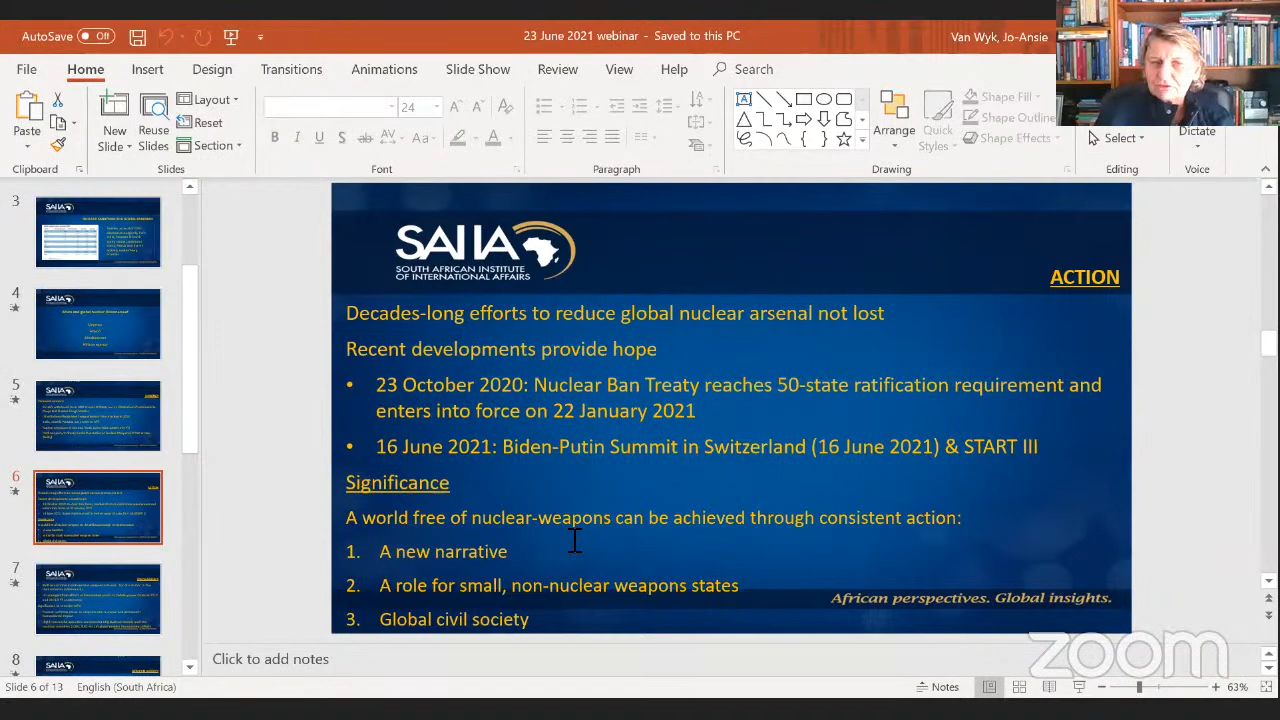 AutoSave Off
23 June 2021 webinar - Saved to this PC
Van Wyk, Jo-Ansie
File Home Insert Design Transitions Animations Slide Show Review View Help Search
Paste
New Slide
Reuse Slides
Layout
Reset
Section
24
B I U S ab AV Aa A
Arrange
Quick Styles
Shape Fill
Shape Outline
Shape Effects
Select
Dictate
Clipboard
Slides
Font
Paragraph
Drawing
Editing
Voice
3
4
5
6
7
8
SAIIA
SOUTH AFRICAN INSTITUTE
OF INTERNATIONAL AFFAIRS
ACTION
Decades-long efforts to reduce global nuclear arsenal not lost
Recent developments provide hope
• 23 October 2020: Nuclear Ban Treaty reaches 50-state ratification requirement and
enters into force on 22 January 2021
• 16 June 2021: Biden-Putin Summit in Switzerland (16 June 2021) & START III
Significance
A world free of nuclear-weapons can be achieved through consistent action:
1. A new narrative
2. A role for small non-nuclear weapons states
3. Global civil society
African perspectives. Global insights.
zoom
Click to add notes
Slide 6 of 13 English (South Africa)
Notes
63%